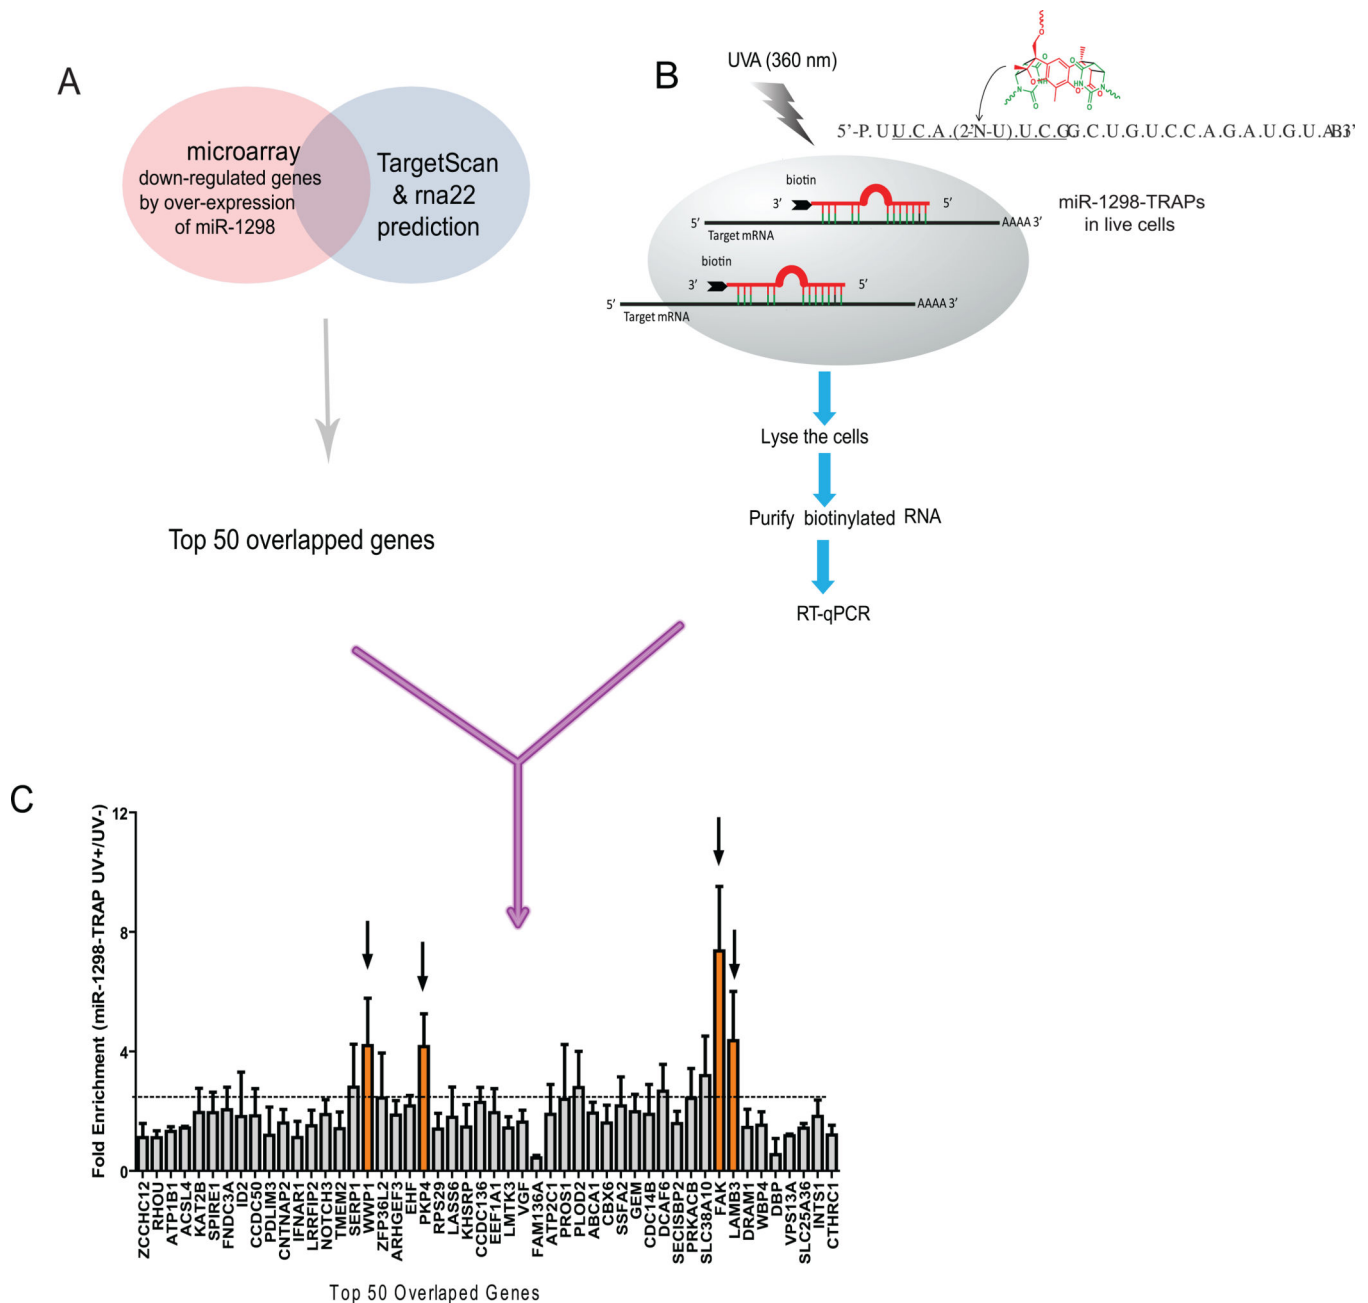 A
microarray
down-regulated genes
by over-expression
of miR-1298
TargetScan
& rna22
prediction
Top 50 overlapped genes
B
UVA (360 nm)
5'-P. U U.C.A.(2'-N-U).U.C.G G.C.U.G.U.C.C.A.G.A.U.G.U.A.B3'
biotin
3'
5'
5'
Target mRNA
AAAA 3'
biotin
3'
5'
5'
Target mRNA
AAAA 3'
miR-1298-TRAPs
in live cells
Lyse the cells
Purify biotinylated RNA
RT-qPCR
C
Fold Enrichment (miR-1298-TRAP UV+/UV-)
12
8
4
0
ZCCHC12
RHOU
ATP1B1
ACSL4
KAT2B
SPIRE1
FNDC3A
ID2
CCDC50
PDLIM3
CNTNAP2
IFNAR1
LRRFIP2
NOTCH3
TMEM2
SERP1
WWP1
ZFP36L2
ARHGEF3
EHF
PKP4
RPS29
LASS6
KHSRP
CCDC136
EEF1A1
LMTK3
VGF
FAM136A
ATP2C1
PROS1
PLOD2
ABCA1
CBX6
SSFA2
GEM
CDC14B
DCAF6
SECISBP2
PRKACB
SLC38A10
FAK
LAMB3
DRAM1
WBP4
DBP
VPS13A
SLC25A36
INTS1
CTHRC1
Top 50 Overlaped Genes